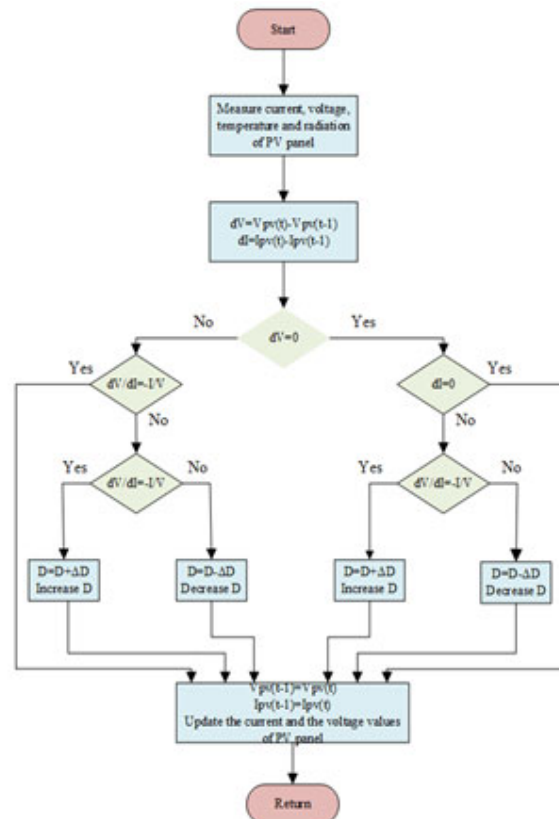 Start
Measure current, voltage,
temperature and radiation
of PV panel
dV=Vpv(t)-Vpv(t-1)
dI=Ipv(t)-Ipv(t-1)
No
dV=0
Yes
Yes
dV/dI=-I/V
dI=0
Yes
No
No
Yes
dV/dI=-I/V
No
Yes
dV/dI=-I/V
No
D=D+ΔD
Increase D
D=D-ΔD
Decrease D
D=D+ΔD
Increase D
D=D-ΔD
Decrease D
Vpv(t-1)=Vpv(t)
Ipv(t-1)=Ipv(t)
Update the current and the voltage values
of PV panel
Return